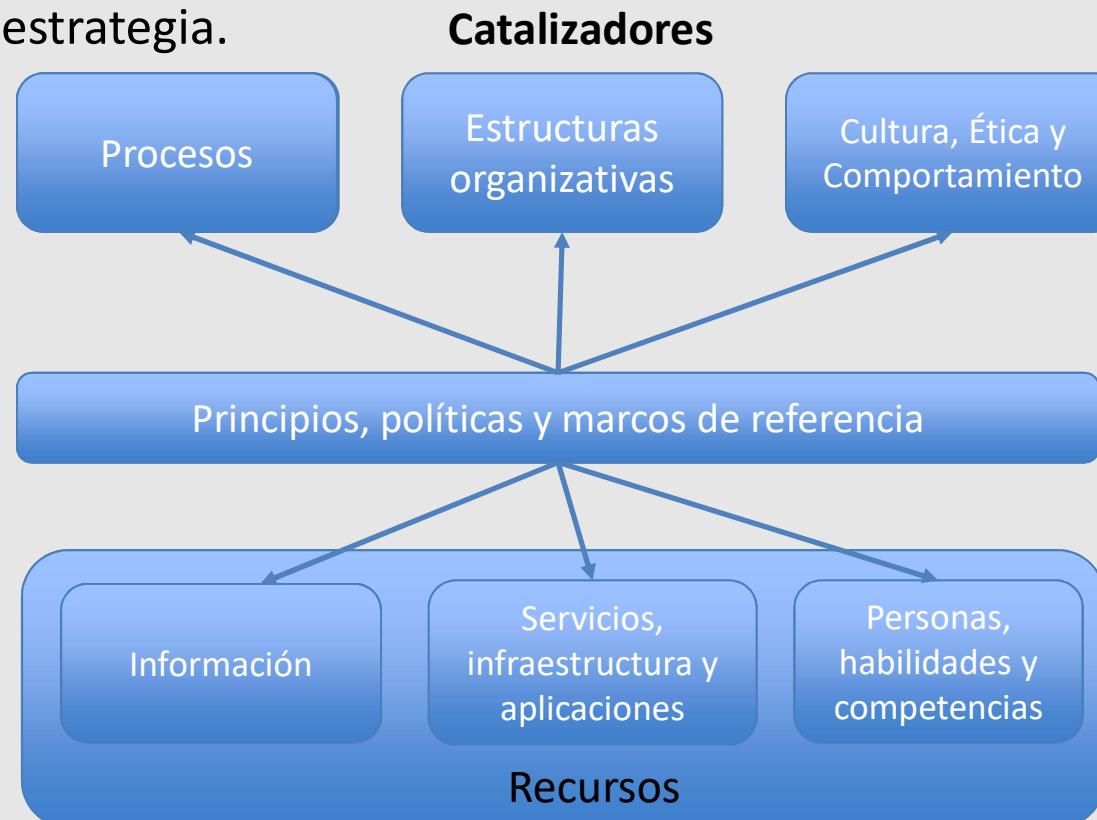 estrategia.
Catalizadores
Procesos
Estructuras
organizativas
Cultura, Ética y
Comportamiento
Principios, políticas y marcos de referencia
Información
Servicios,
infraestructura y
aplicaciones
Personas,
habilidades y
competencias
Recursos